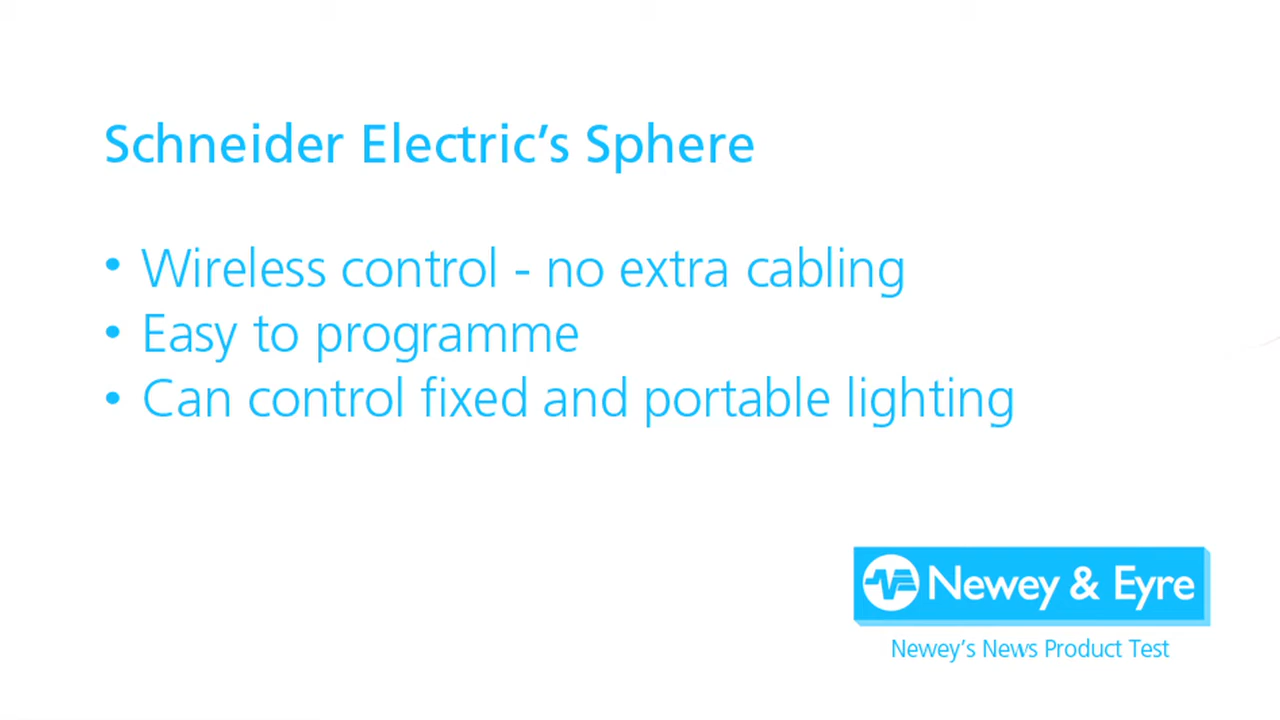 Schneider Electric’s Sphere
• Wireless control - no extra cabling
• Easy to programme
• Can control fixed and portable lighting
Newey & Eyre
Newey’s News Product Test